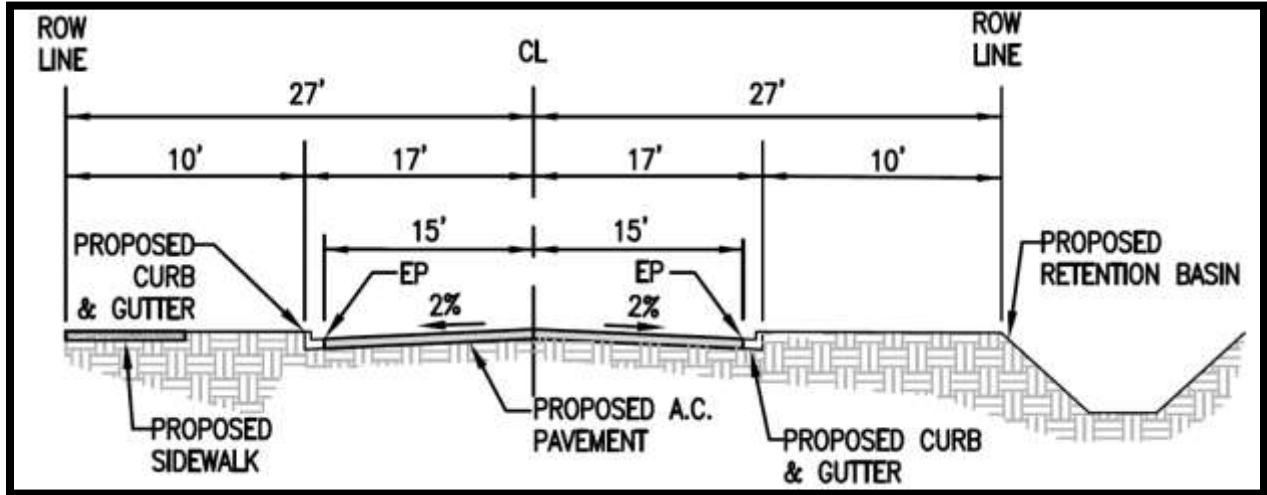 ROW
LINE
CL
ROW
LINE
27'
27'
10'
17'
17'
10'
15'
15'
PROPOSED
CURB
& GUTTER
EP
EP
PROPOSED
RETENTION BASIN
2%
2%
PROPOSED
SIDEWALK
PROPOSED A.C.
PAVEMENT
PROPOSED CURB
& GUTTER